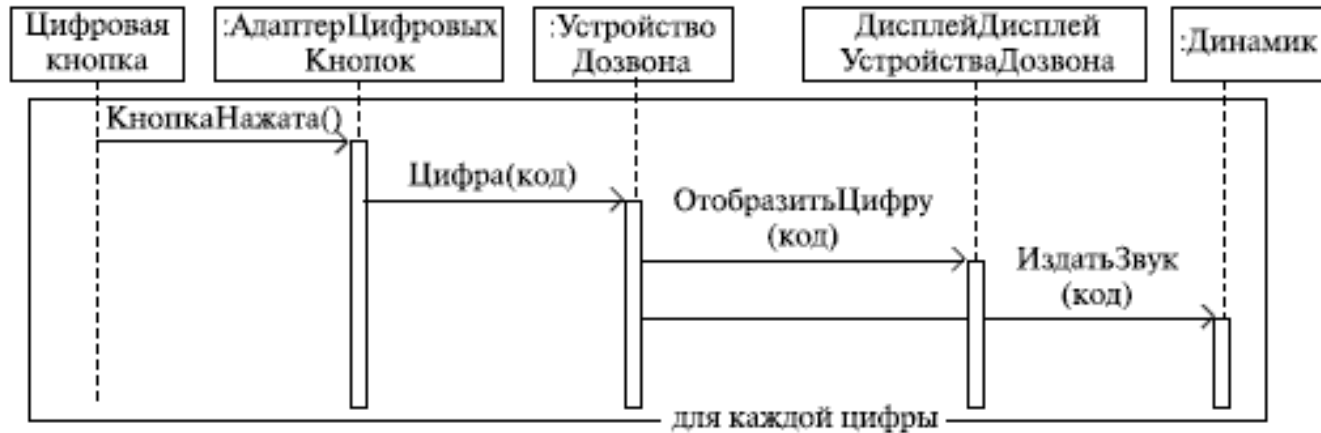 Цифровая
кнопка
:АдаптерЦифровых
Кнопок
:Устройство
Дозвона
ДисплейДисплей
УстройстваДозвона
:Динамик
КнопкаНажата()
Цифра(код)
ОтобразитьЦифру
(код)
ИздатьЗвук
(код)
для каждой цифры